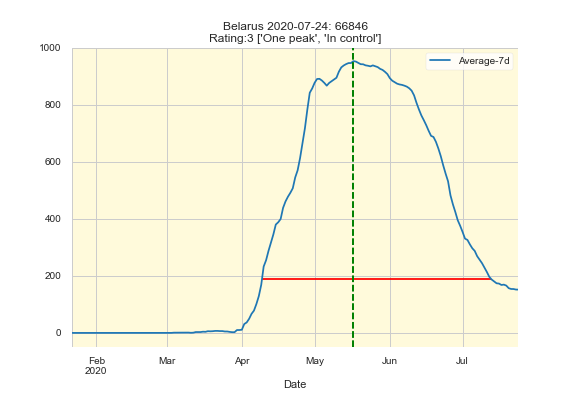 Belarus 2020-07-24: 66846
Rating:3 ['One peak', 'In control']
Average-7d
1000
800
600
400
200
0
Feb
2020
Mar
Apr
May
Jun
Jul
Date